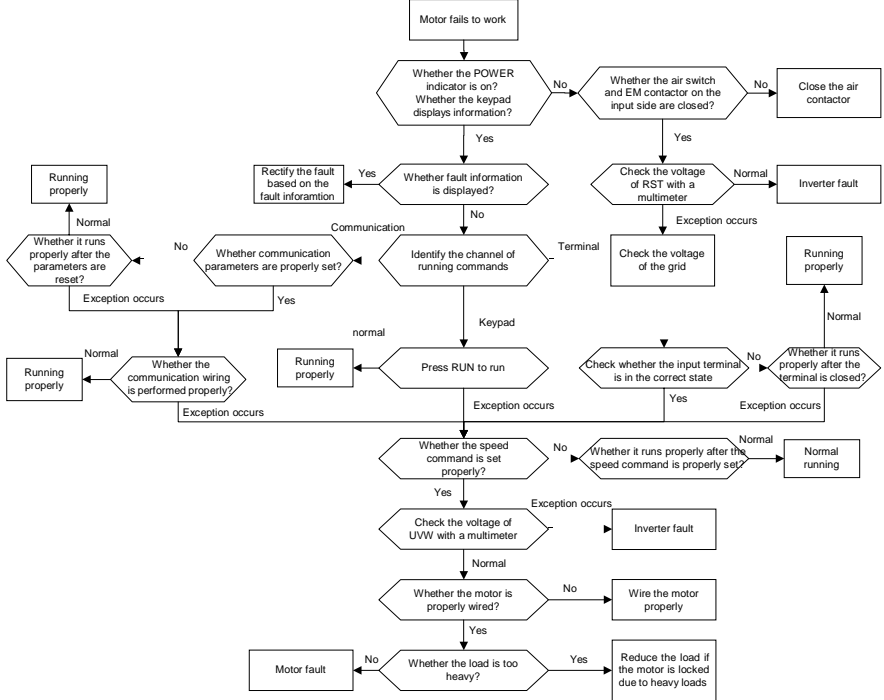 Motor fails to work
Whether the POWER
indicator is on?
Whether the keypad
displays information?
No
Whether the air switch
and EM contactor on the
input side are closed?
No
Close the air
contactor
Yes
Yes
Running
properly
Rectify the fault
based on the
fault inforamtion
Yes
Whether fault information
is displayed?
Check the voltage
of RST with a
multimeter
Normal
Inverter fault
Normal
No
Exception occurs
Communication
Terminal
Whether it runs
properly after the
parameters are
reset?
No
Whether communication
parameters are properly set?
Identify the channel of
running commands
Check the voltage
of the grid
Running
properly
Exception occurs
Yes
Keypad
Normal
normal
Running
properly
Normal
Whether the
communication wiring
is performed properly?
Running
properly
Press RUN to run
Check whether the input terminal
is in the correct state
No
Whether it runs
properly after the
terminal is closed?
Exception occurs
Exception occurs
Yes
Exception occurs
Whether the speed
command is set
properly?
No
Whether it runs properly after the
speed command is properly set?
Normal
Normal
running
Yes
Exception occurs
Check the voltage of
UVW with a multimeter
Inverter fault
Normal
Whether the motor is
properly wired?
No
Wire the motor
properly
Yes
Motor fault
No
Whether the load is too
heavy?
Yes
Reduce the load if
the motor is locked
due to heavy loads